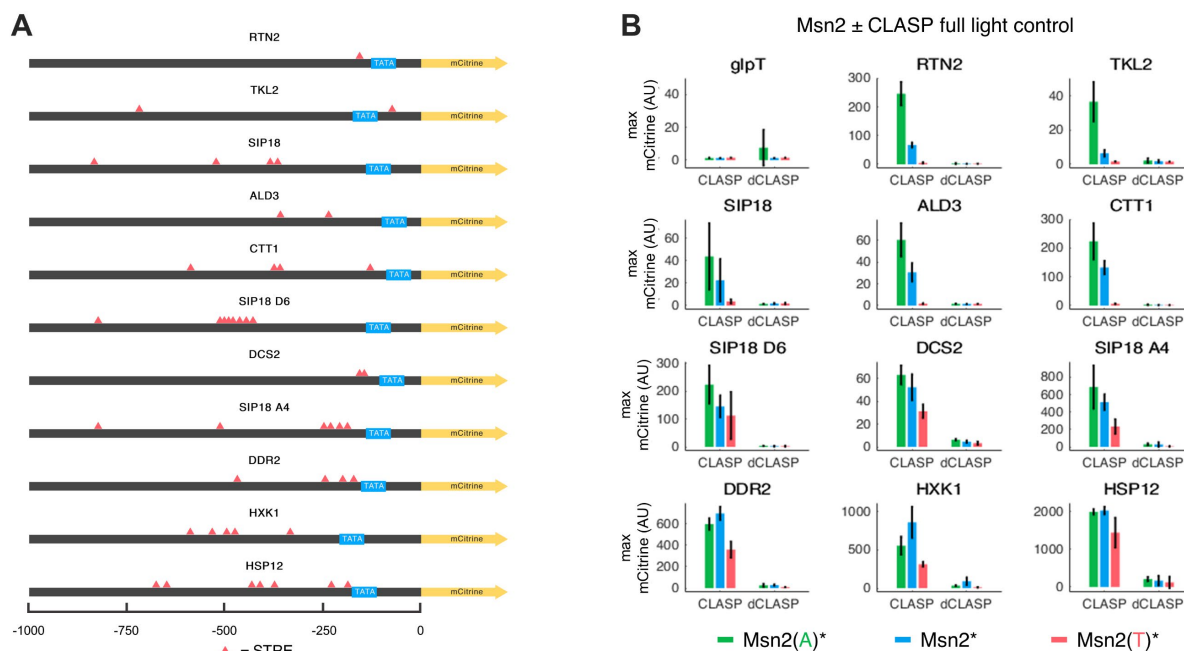 A
RTN2
TATA
mCitrine
TKL2
TATA
mCitrine
SIP18
TATA
mCitrine
ALD3
TATA
mCitrine
CTT1
TATA
mCitrine
SIP18 D6
TATA
mCitrine
DCS2
TATA
mCitrine
SIP18 A4
TATA
mCitrine
DDR2
TATA
mCitrine
HXK1
TATA
mCitrine
HSP12
TATA
mCitrine
-1000 -750 -500 -250 0
B
Msn2 ± CLASP full light control
glpT RTN2 TKL2
max
mCitrine (AU)
40
20
0
CLASP dCLASP
300
200
100
0
CLASP dCLASP
40
20
0
CLASP dCLASP
SIP18 ALD3 CTT1
max
mCitrine (AU)
60
40
20
0
CLASP dCLASP
60
40
20
0
CLASP dCLASP
300
200
100
0
CLASP dCLASP
SIP18 D6 DCS2 SIP18 A4
max
mCitrine (AU)
300
200
100
0
CLASP dCLASP
60
40
20
0
CLASP dCLASP
800
600
400
200
0
CLASP dCLASP
DDR2 HXK1 HSP12
max
mCitrine (AU)
600
400
200
0
CLASP dCLASP
1000
500
0
CLASP dCLASP
2000
1000
0
CLASP dCLASP
Msn2(A)* Msn2* Msn2(T)*